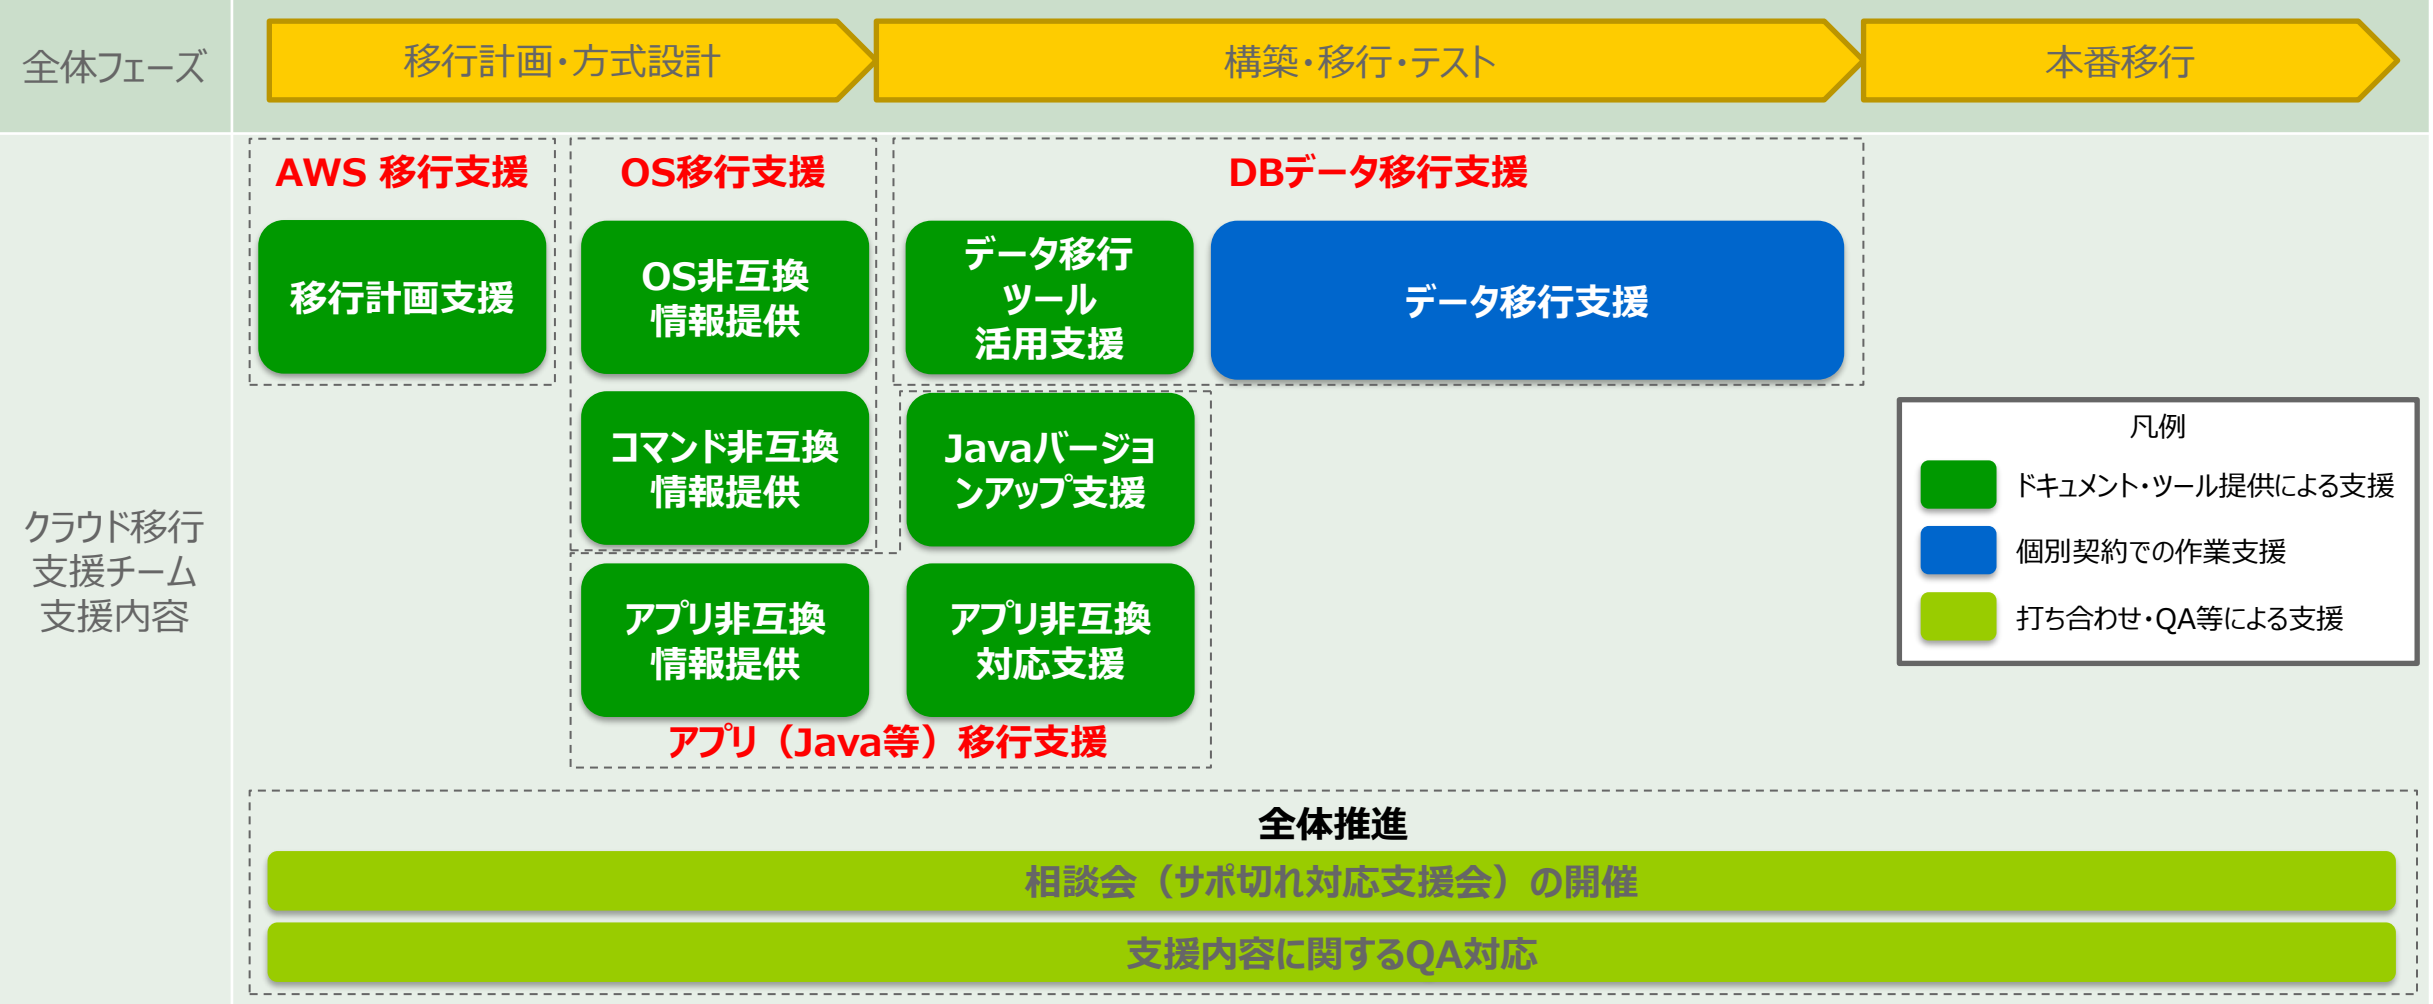 全体フェーズ
移行計画・方式設計
構築・移行・テスト
本番移行
クラウド移行
支援チーム
支援内容
AWS 移行支援
移行計画支援
OS移行支援
OS非互換
情報提供
コマンド非互換
情報提供
DBデータ移行支援
データ移行
ツール
活用支援
データ移行支援
Javaバージョ
ンアップ支援
アプリ非互換
情報提供
アプリ非互換
対応支援
アプリ（Java等）移行支援
凡例
ドキュメント・ツール提供による支援
個別契約での作業支援
打ち合わせ・QA等による支援
全体推進
相談会（サポ切れ対応支援会）の開催
支援内容に関するQA対応